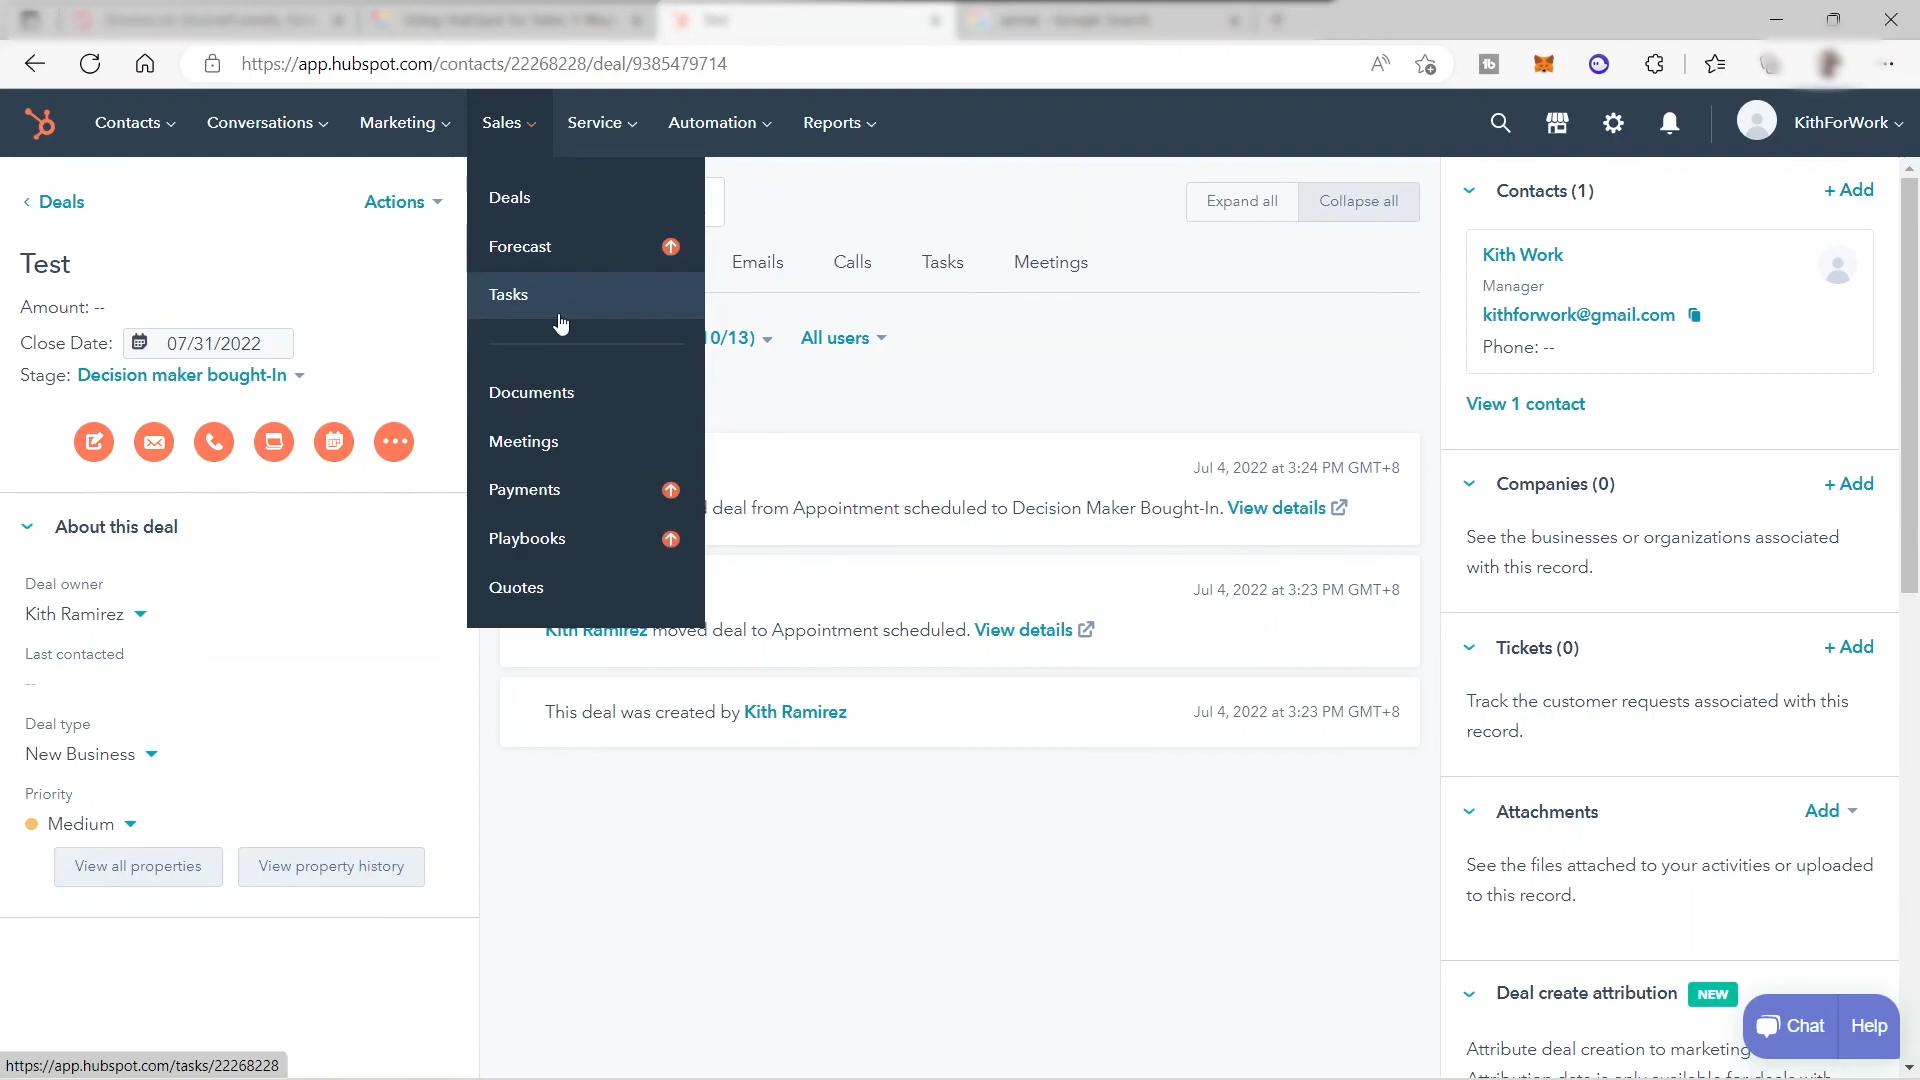 Test
https://app.hubspot.com/contacts/22268228/deal/9385479714
Contacts
Conversations
Marketing
Sales
Service
Automation
Reports
KithForWork
Deals
Actions
Test
Amount: --
Close Date: 07/31/2022
Stage: Decision maker bought-In
About this deal
Deal owner
Kith Ramirez
Last contacted
--
Deal type
New Business
Priority
Medium
View all properties
View property history
Deals
Forecast
Tasks
Documents
Meetings
Payments
Playbooks
Quotes
Expand all
Collapse all
Emails
Calls
Tasks
Meetings
10/13)
All users
Jul 4, 2022 at 3:24 PM GMT+8
deal from Appointment scheduled to Decision Maker Bought-In. View details
Jul 4, 2022 at 3:23 PM GMT+8
Kith Ramirez moved deal to Appointment scheduled. View details
This deal was created by Kith Ramirez
Jul 4, 2022 at 3:23 PM GMT+8
Contacts (1)
+ Add
Kith Work
Manager
kithforwork@gmail.com
Phone: --
View 1 contact
Companies (0)
+ Add
See the businesses or organizations associated
with this record.
Tickets (0)
+ Add
Track the customer requests associated with this
record.
Attachments
Add
See the files attached to your activities or uploaded
to this record.
Deal create attribution
NEW
Attribute deal creation to marketing
Chat
Help
https://app.hubspot.com/tasks/22268228